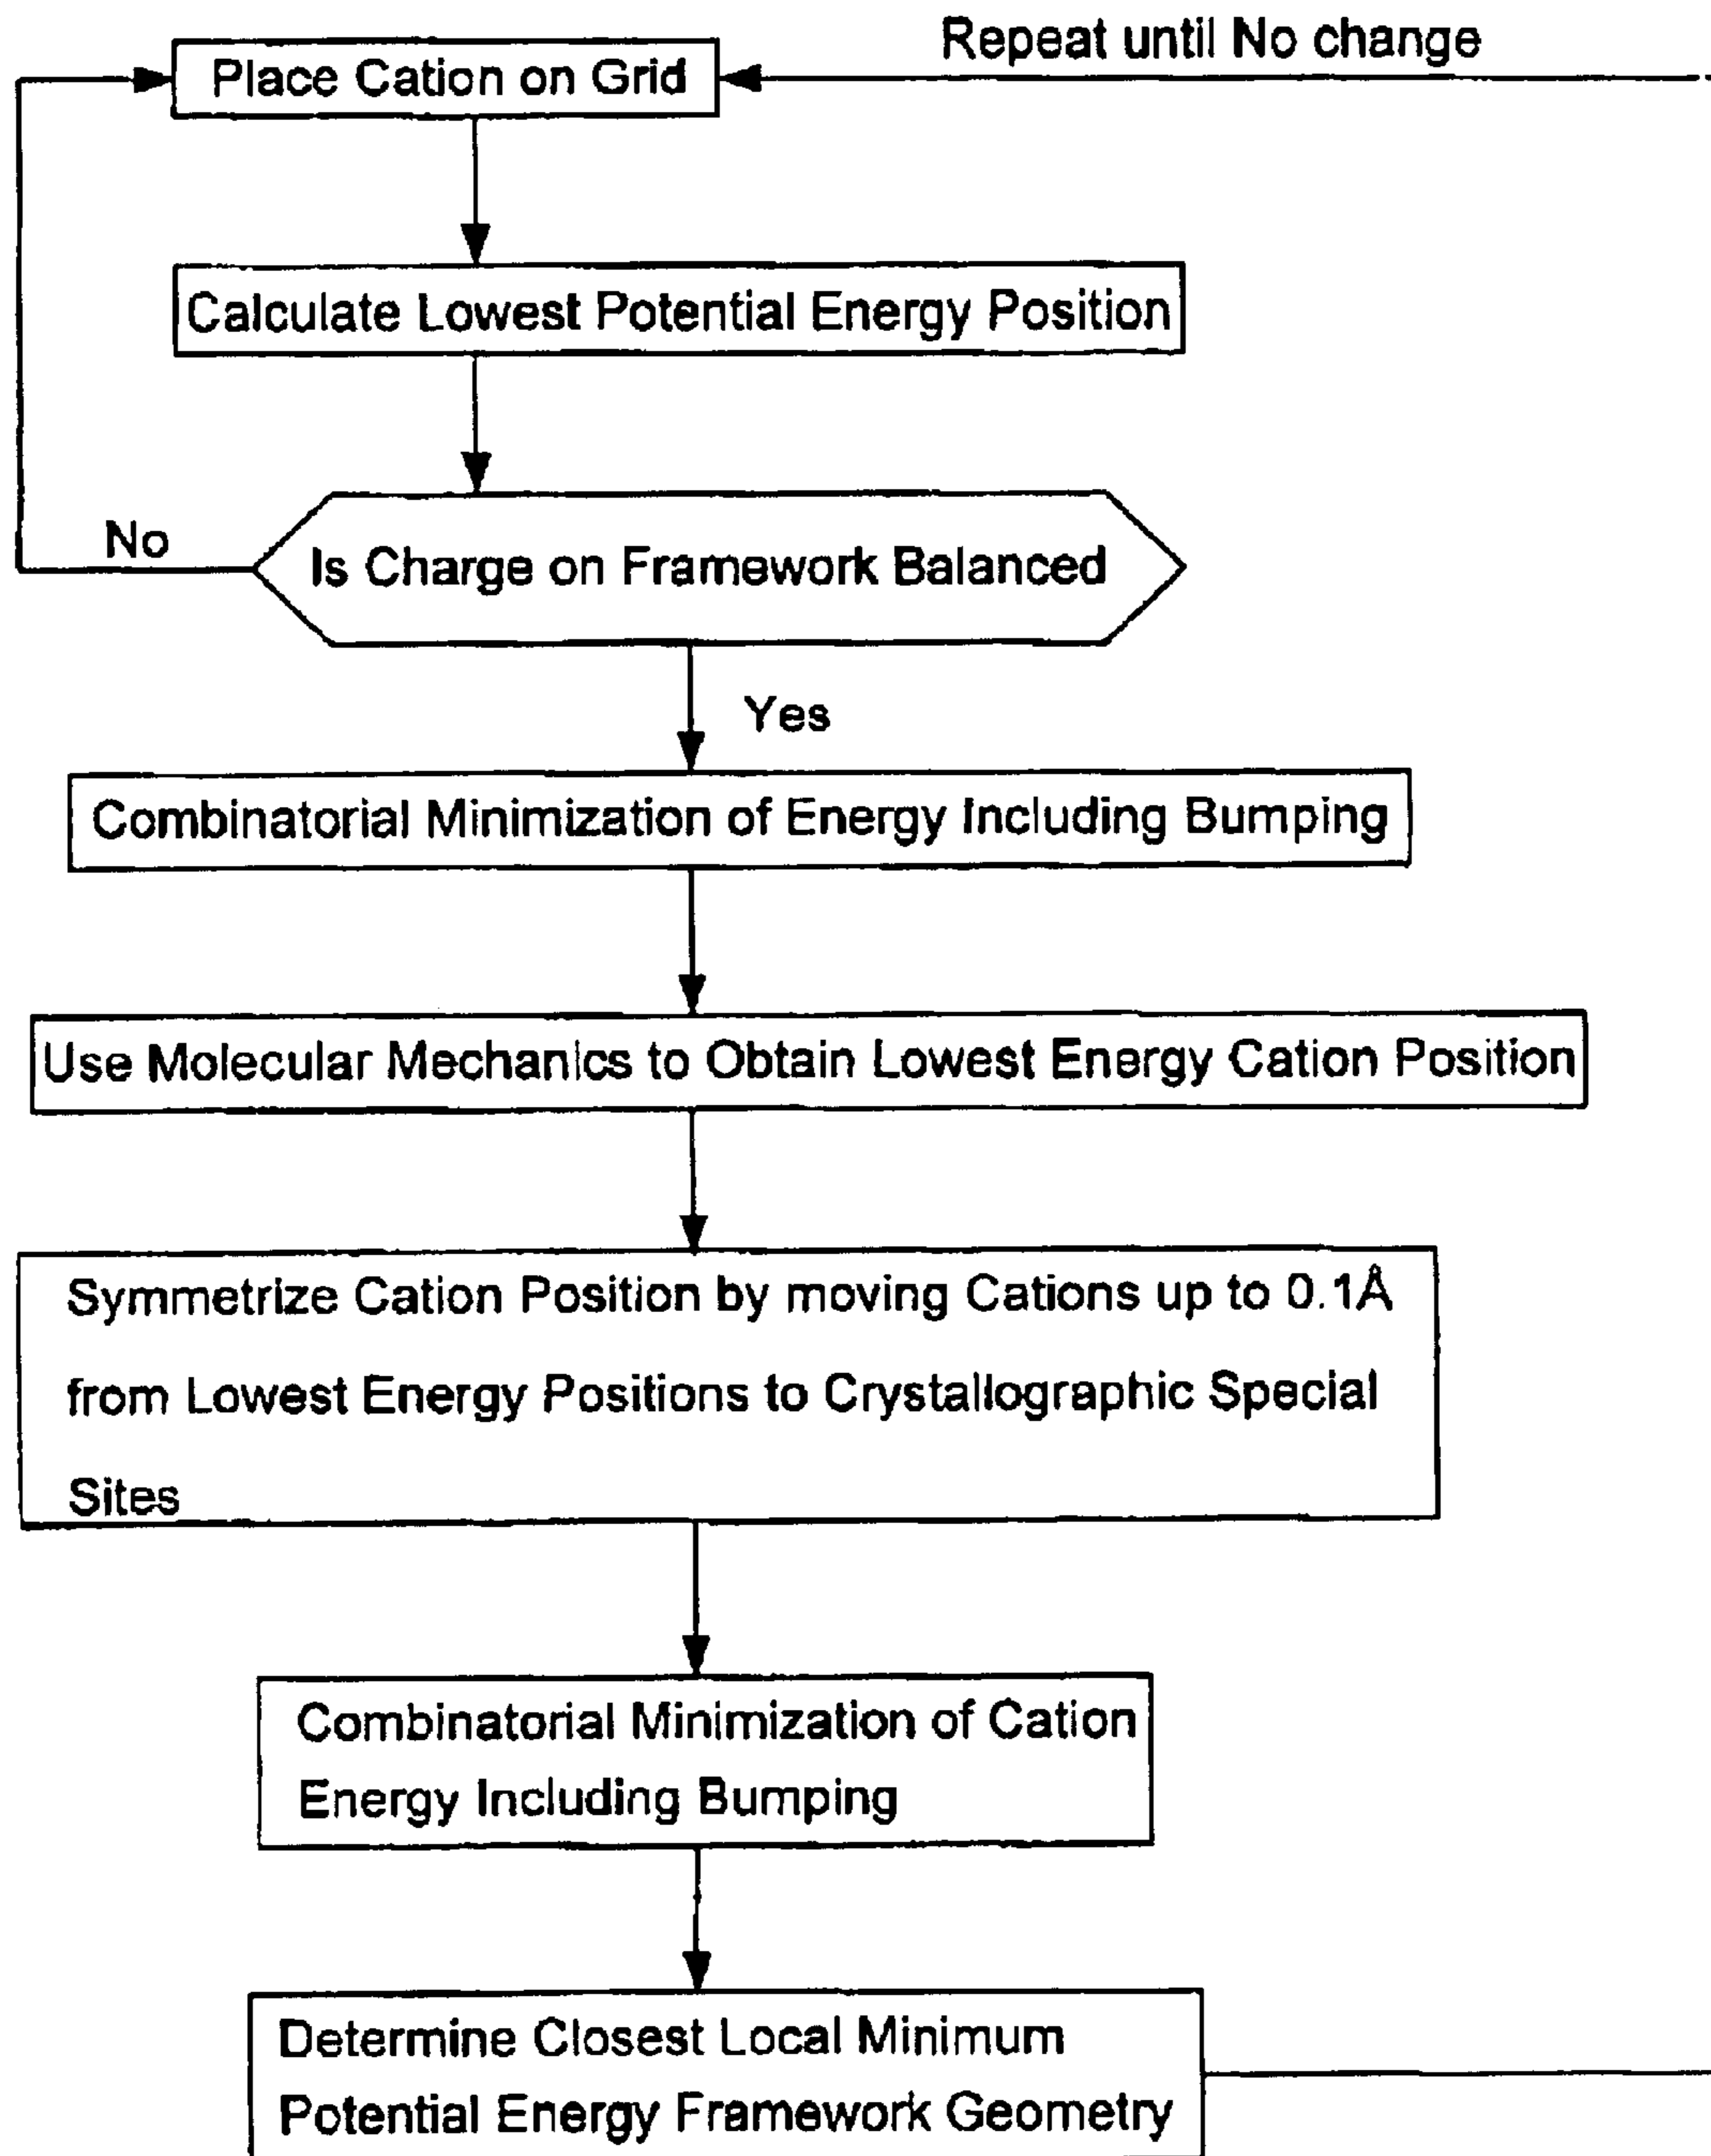 Repeat until No change
Place Cation on Grid
Calculate Lowest Potential Energy Position
No
Is Charge on Framework Balanced
Yes
Combinatorial Minimization of Energy Including Bumping
Use Molecular Mechanics to Obtain Lowest Energy Cation Position
Symmetrize Cation Position by moving Cations up to 0.1Å
from Lowest Energy Positions to Crystallographic Special
Sites
Combinatorial Minimization of Cation
Energy Including Bumping
Determine Closest Local Minimum
Potential Energy Framework Geometry